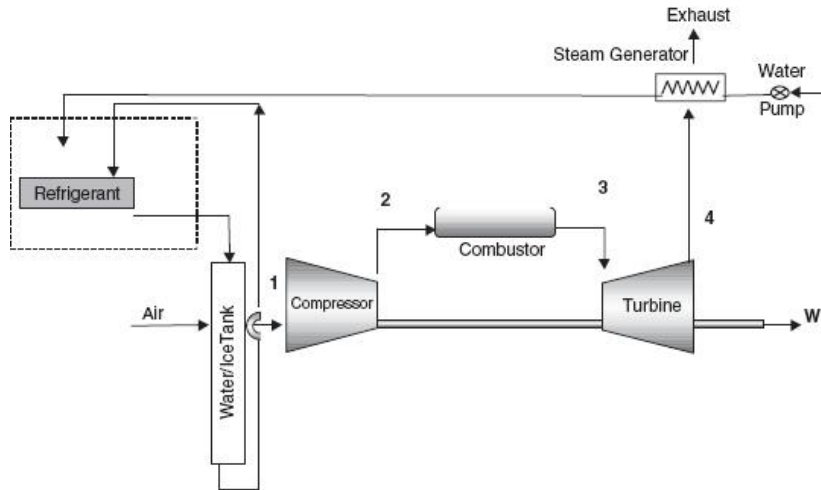 Exhaust
Steam Generator
Water
Pump
Refrigerant
2
3
4
Combustor
1
Compressor
Turbine
Air
W
Water/IceTank